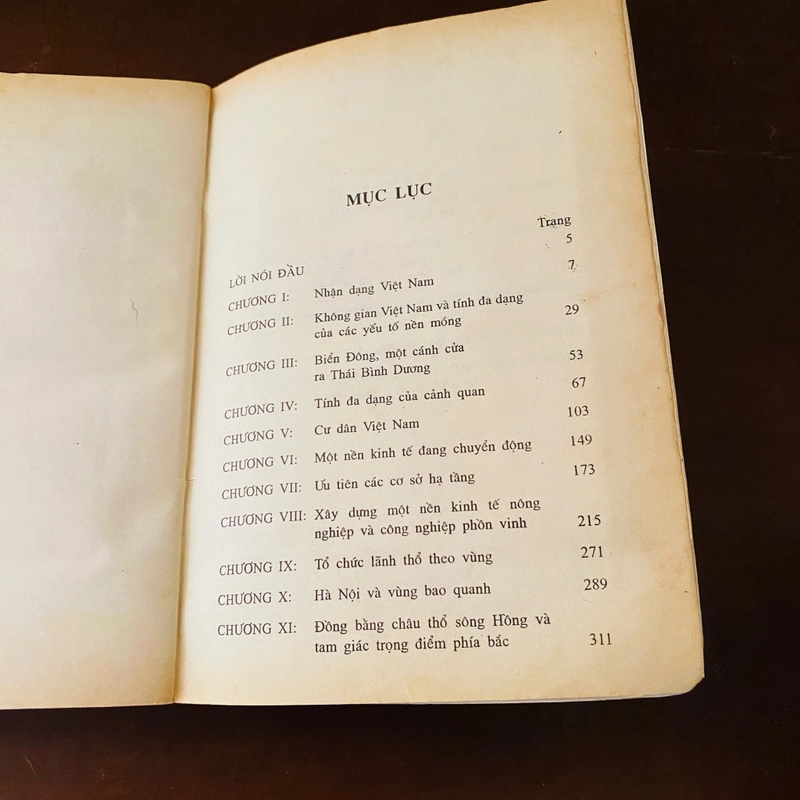 MỤC LỤC
Trang
LỜI NÓI ĐẦU 5
CHƯƠNG I: Nhận dạng Việt Nam 7
CHƯƠNG II: Không gian Việt Nam và tính đa dạng
của các yếu tố nền móng 29
CHƯƠNG III: Biển Đông, một cánh cửa
ra Thái Bình Dương 53
CHƯƠNG IV: Tính đa dạng của cảnh quan 67
CHƯƠNG V: Cư dân Việt Nam 103
CHƯƠNG VI: Một nền kinh tế đang chuyển động 149
CHƯƠNG VII: Ưu tiên các cơ sở hạ tầng 173
CHƯƠNG VIII: Xây dựng một nền kinh tế nông
nghiệp và công nghiệp phồn vinh 215
CHƯƠNG IX: Tổ chức lãnh thổ theo vùng 271
CHƯƠNG X: Hà Nội và vùng bao quanh 289
CHƯƠNG XI: Đồng bằng châu thổ sông Hồng và
tam giác trọng điểm phía bắc 311